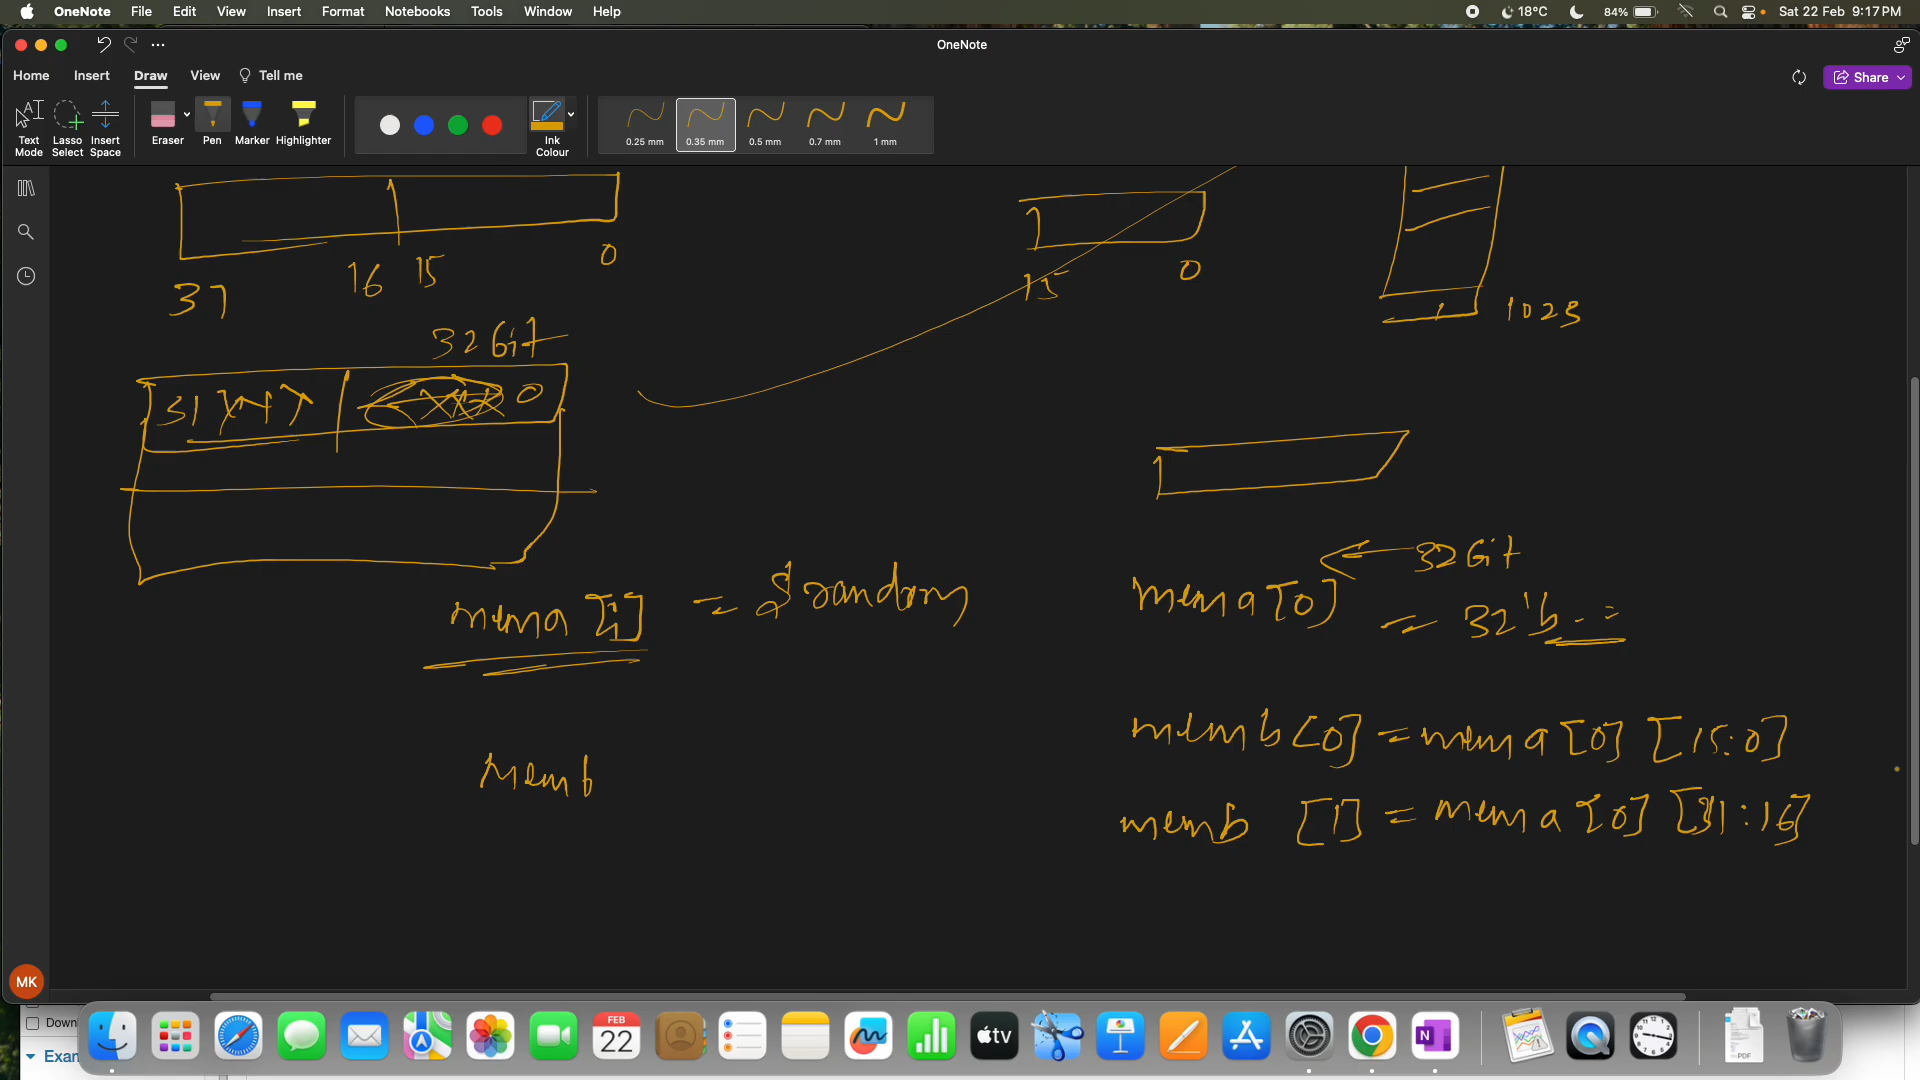 OneNote File Edit View Insert Format Notebooks Tools Window Help 18°C 84% Sat 22 Feb 9:17 PM
OneNote
Home Insert Draw View Tell me Share
Text Mode Lasso Select Insert Space Eraser Pen Marker Highlighter Ink Colour 0.25 mm 0.35 mm 0.5 mm 0.7 mm 1 mm
16 15 0
15 0
1023
32 Bit
31 0
32 Bit
mema [i] = $random
mema [0] = 32'b--
memb [0] = mema [0] [15:0]
memb
memb [1] = mema [0] [31:16]
MK
Down
Exam
FEB
22
tv
PDF